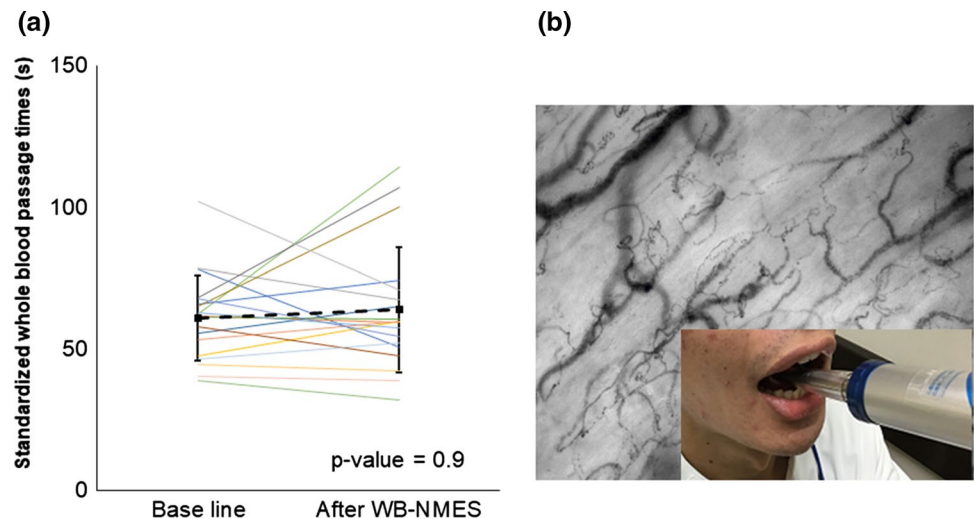 (a)
(b)
Standardized whole blood passage times (s)
150
100
50
0
p-value = 0.9
Base line
After WB-NMES